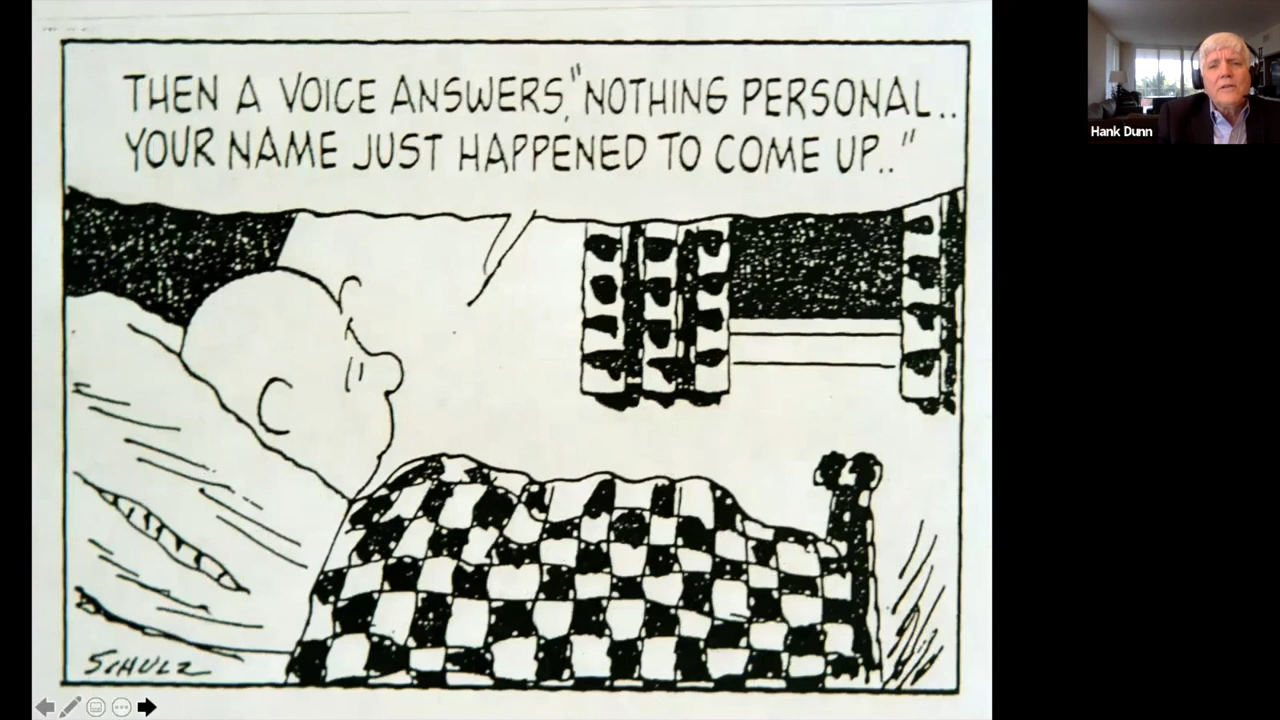 THEN A VOICE ANSWERS, "NOTHING PERSONAL..
YOUR NAME JUST HAPPENED TO COME UP.."
SCHULZ
Hank Dunn